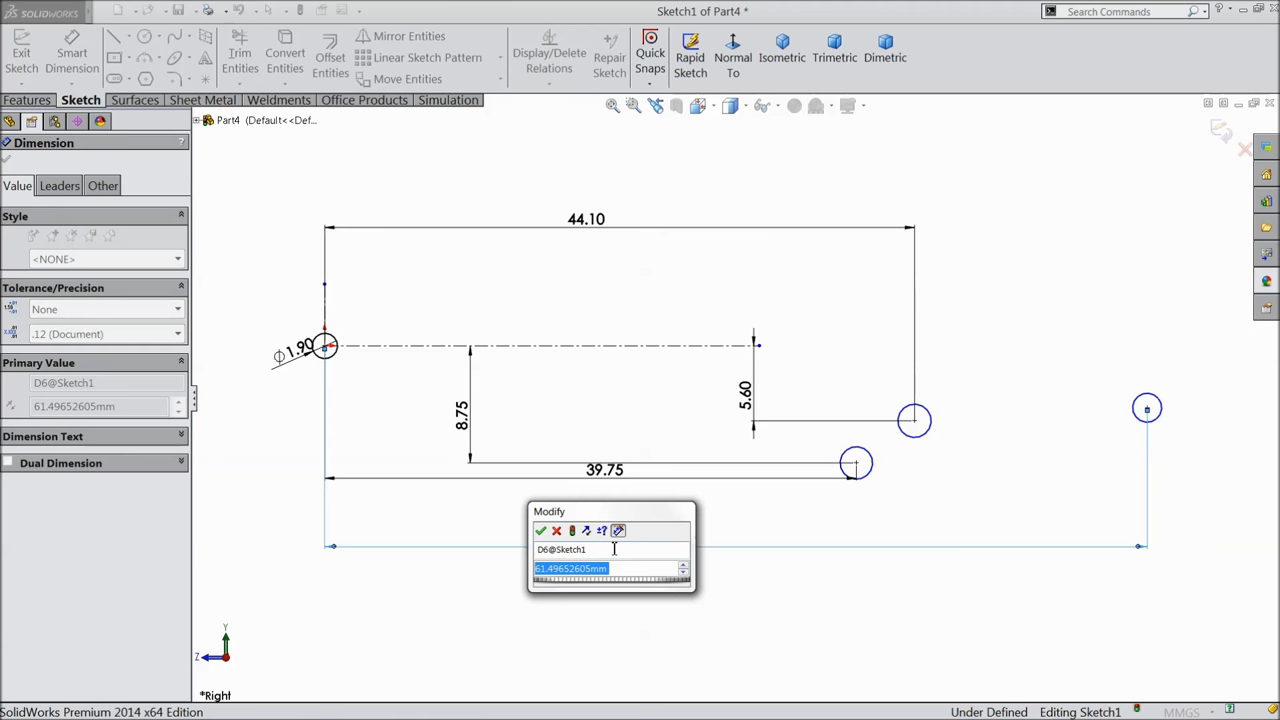 SOLIDWORKS
Sketch1 of Part4 *
Search Commands
Exit Sketch
Smart Dimension
Trim Entities
Convert Entities
Offset Entities
Mirror Entities
Linear Sketch Pattern
Move Entities
Display/Delete Relations
Repair Sketch
Quick Snaps
Rapid Sketch
Normal To
Isometric
Trimetric
Dimetric
Features Sketch Surfaces Sheet Metal Weldments Office Products Simulation
Part4 (Default<<Def...
Dimension
?
Value Leaders Other
Style
<NONE>
Tolerance/Precision
None
.12 (Document)
Primary Value
D6@Sketch1
61.49652605mm
Dimension Text
Dual Dimension
44.10
⌀1.90
8.75
5.60
39.75
Modify
D6@Sketch1
61.49652605mm
Y
Z
*Right
SolidWorks Premium 2014 x64 Edition
Under Defined Editing Sketch1 MMGS